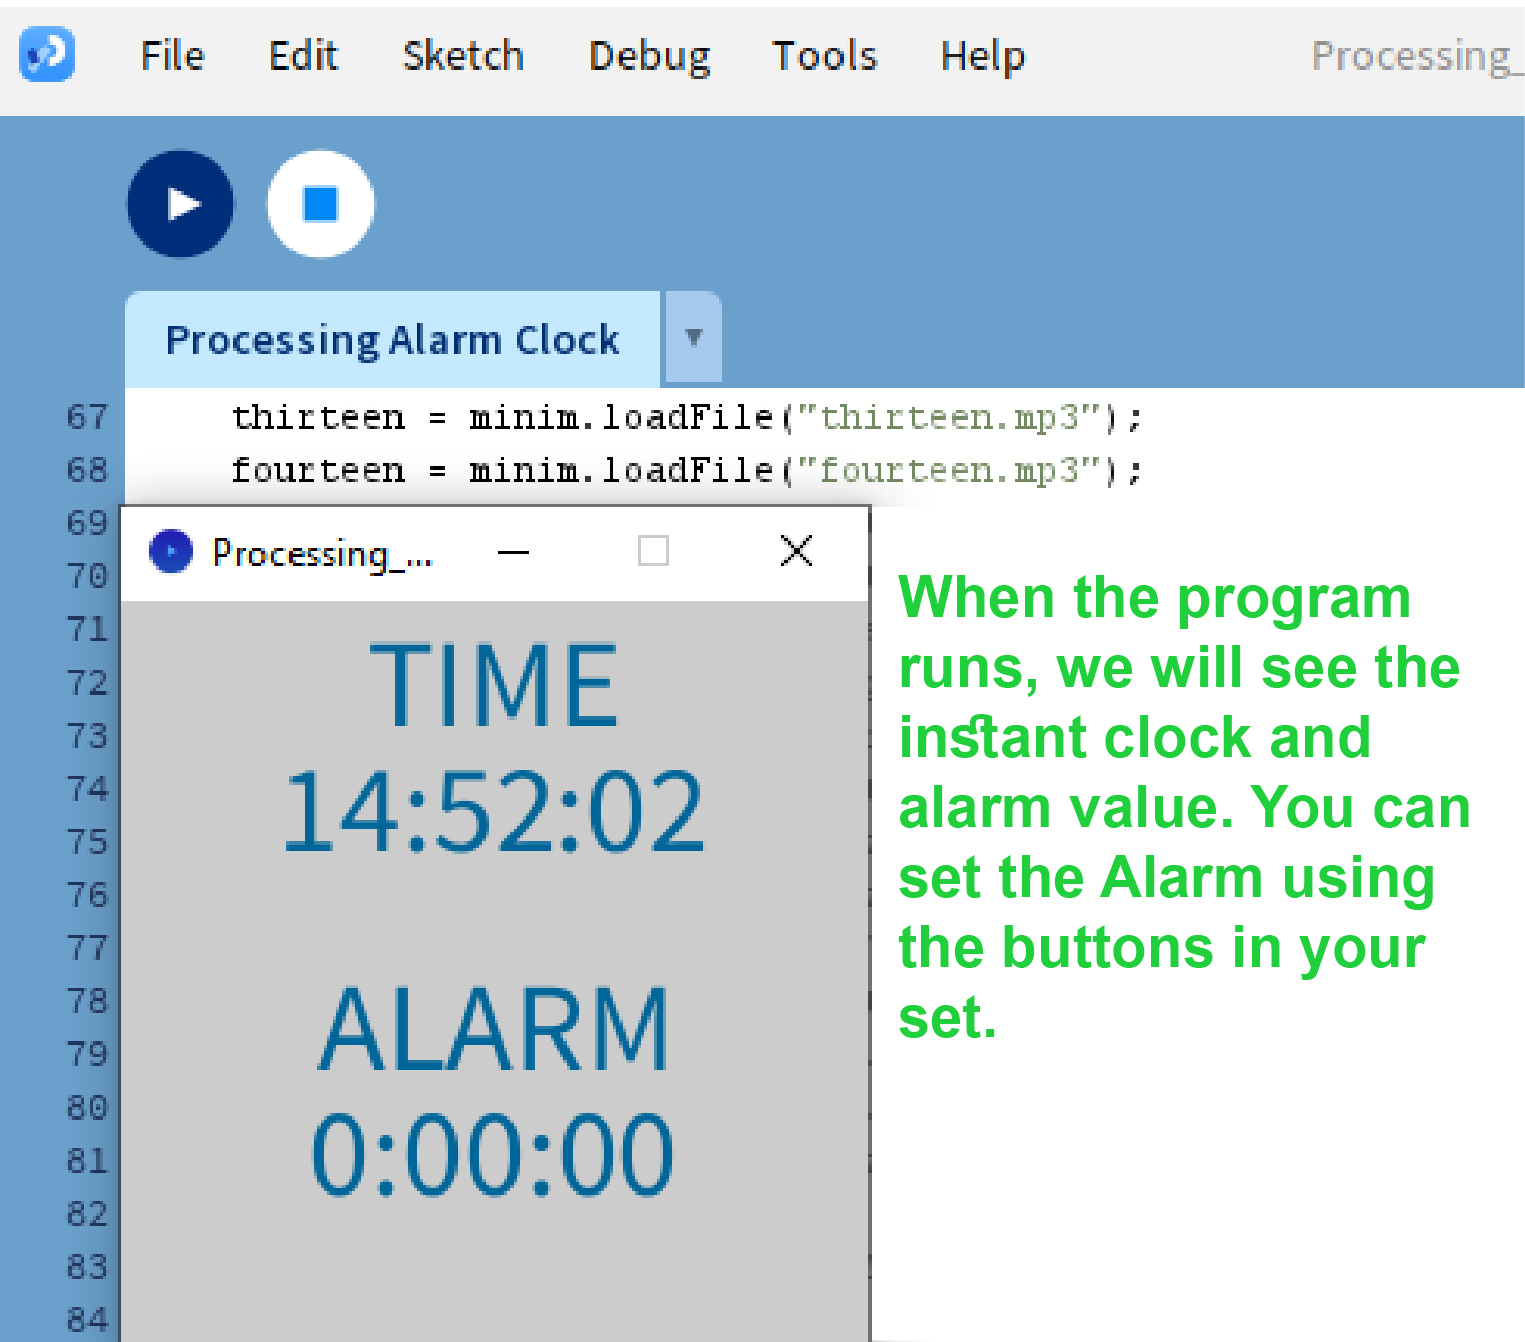 File Edit Sketch Debug Tools Help Processing_
Processing Alarm Clock
67 thirteen = minim.loadFile("thirteen.mp3");
68 fourteen = minim.loadFile("fourteen.mp3");
69
70
71
72
73
74
75
76
77
78
79
80
81
82
83
84
Processing_...
TIME
14:52:02
ALARM
0:00:00
When the program
runs, we will see the
instant clock and
alarm value. You can
set the Alarm using
the buttons in your
set.